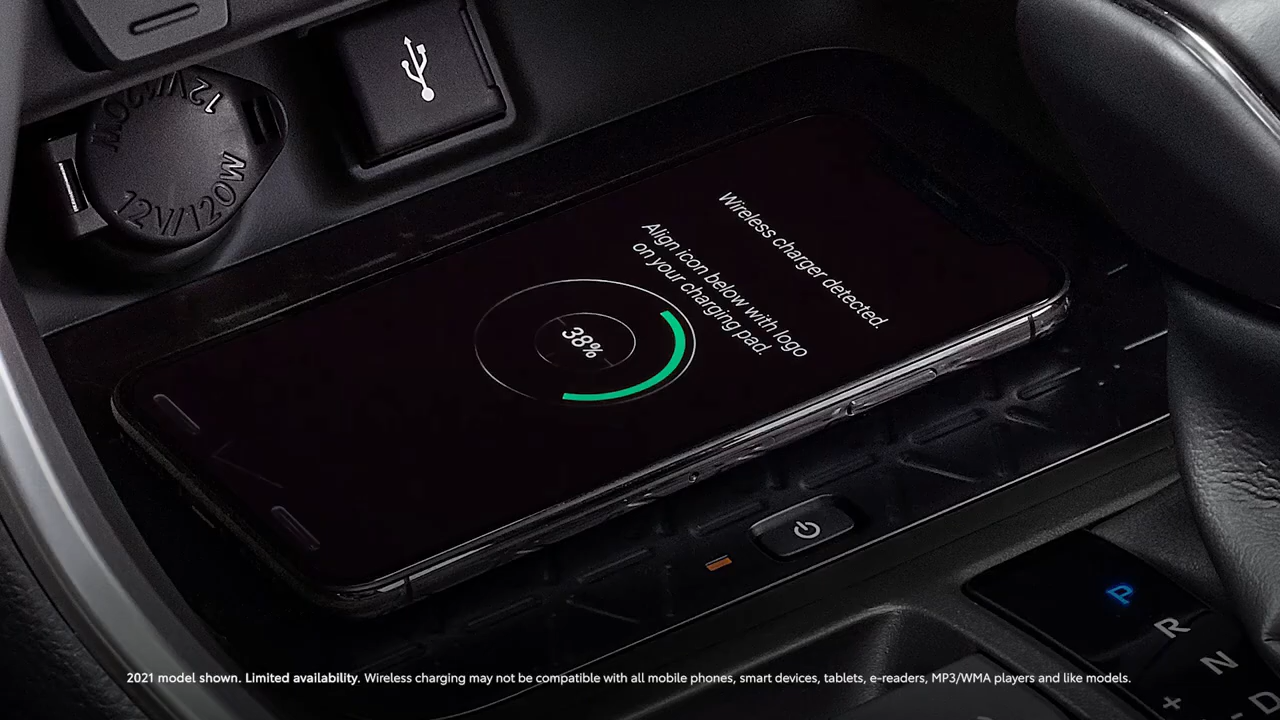 12V/120W
12V/120W
Wireless charger detected.
Align icon below with logo
on your charging pad.
38%
P
R
N
+
- D
2021 model shown. Limited availability. Wireless charging may not be compatible with all mobile phones, smart devices, tablets, e-readers, MP3/WMA players and like models.